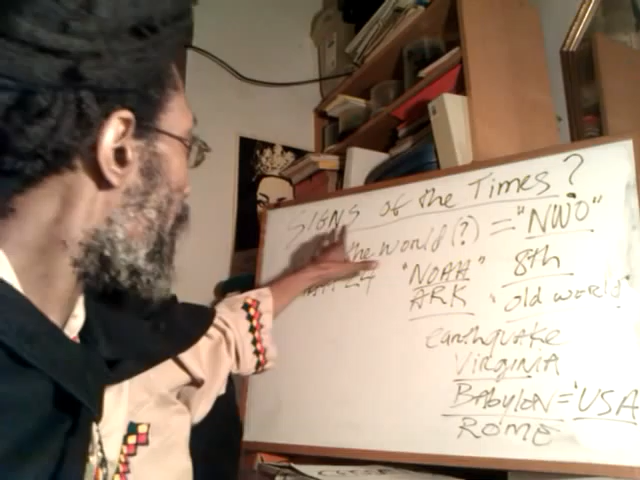 SIGNS of the Times?
the world(?) = "NWO"
"NOAH" 8th
ARK "old world"
earthquake
VIRGINIA
BABYLON = 'USA
ROME